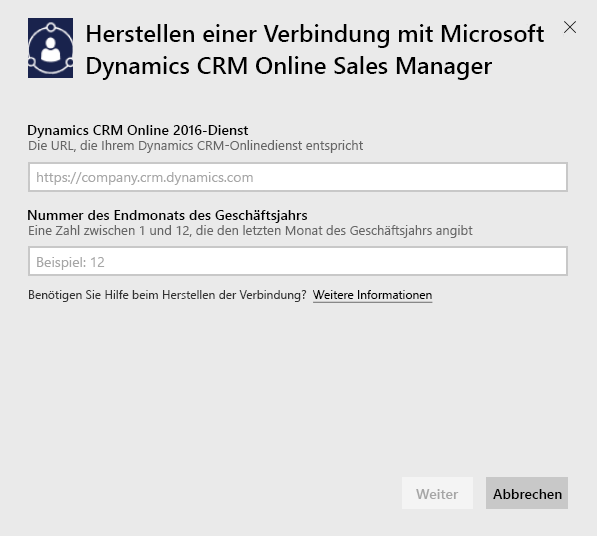 Herstellen einer Verbindung mit Microsoft
Dynamics CRM Online Sales Manager
Dynamics CRM Online 2016-Dienst
Die URL, die Ihrem Dynamics CRM-Onlinedienst entspricht
https://company.crm.dynamics.com
Nummer des Endmonats des Geschäftsjahrs
Eine Zahl zwischen 1 und 12, die den letzten Monat des Geschäftsjahrs angibt
Beispiel: 12
Benötigen Sie Hilfe beim Herstellen der Verbindung? Weitere Informationen
Weiter Abbrechen